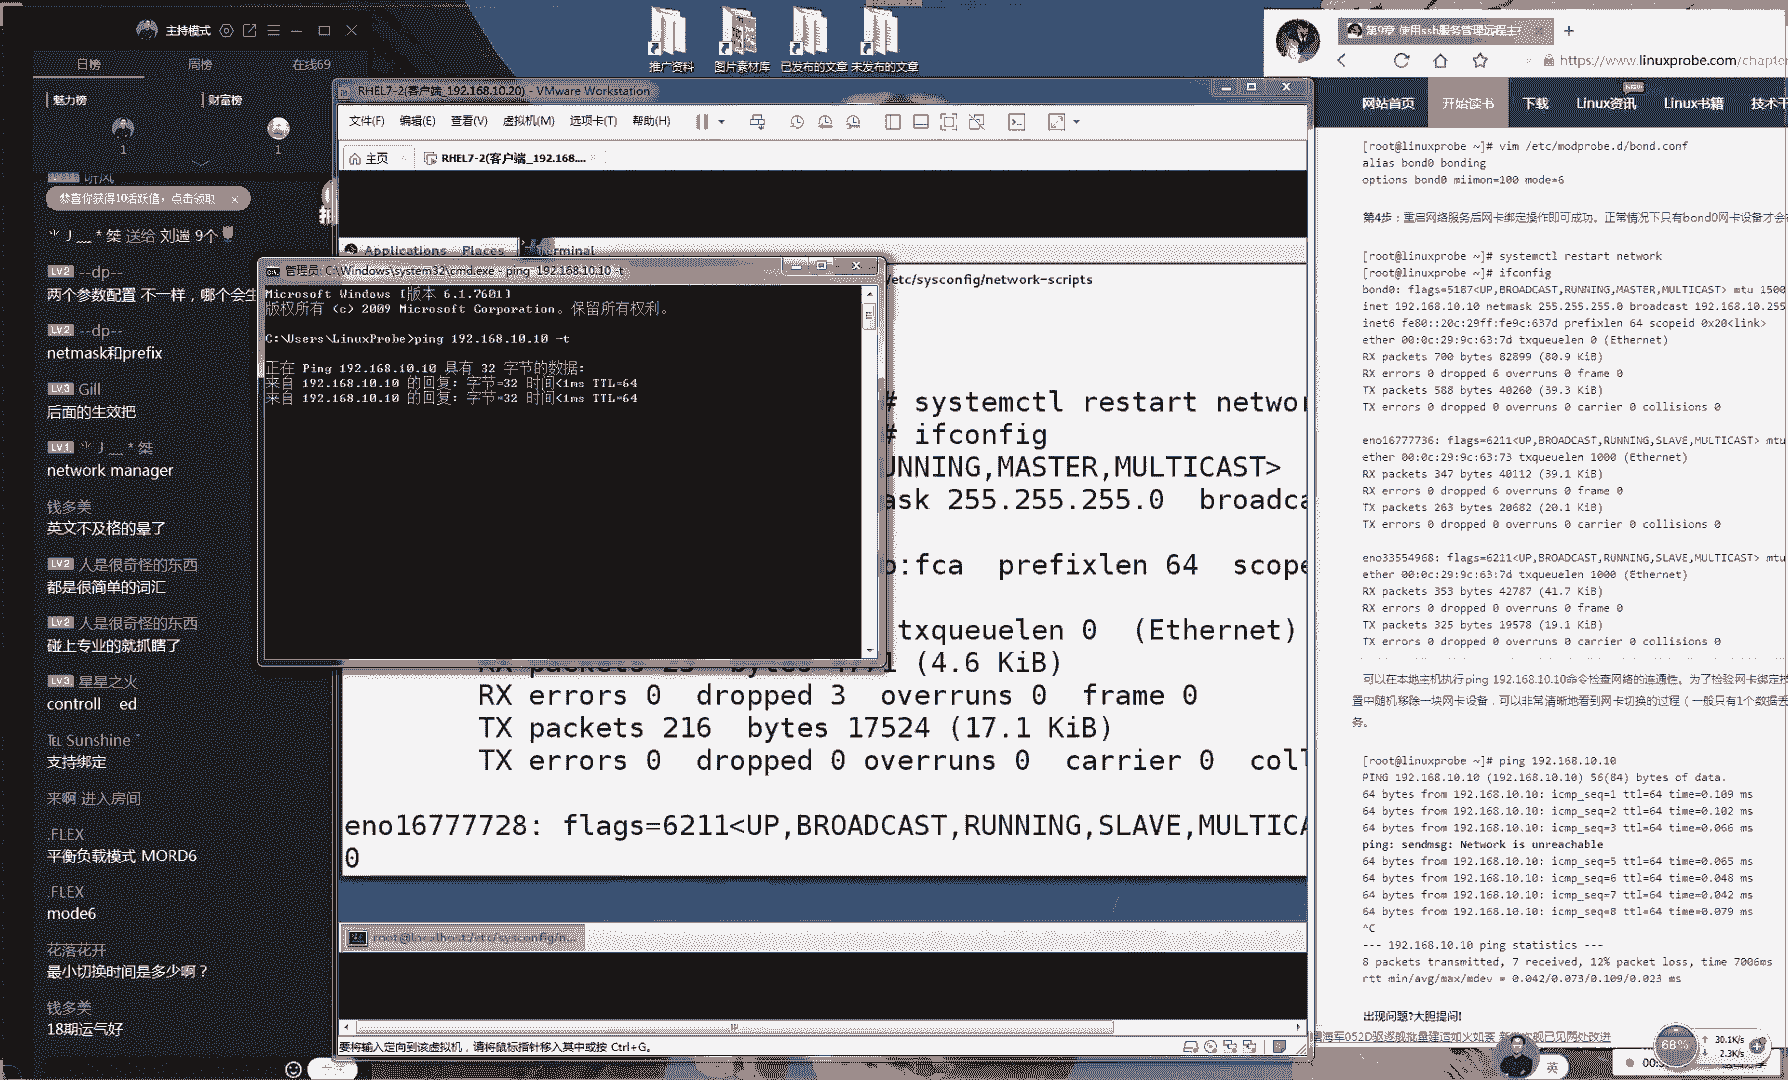 主持模式
日榜 周榜 在线69
魅力榜 财富榜
1 1
听风
恭喜你获得10活跃值，点击领取 ×
送给 刘遄 9个
LV2 --dp--
两个参数配置 不一样，哪个会生
LV2 --dp--
netmask和prefix
LV3 Gill
后面的生效把
LV1
network manager
钱多美
英文不及格的晕了
LV2 人是很奇怪的东西
都是很简单的词汇
LV2 人是很奇怪的东西
碰上专业的就抓瞎了
LV3 星星之火
controll ed
Sunshine
支持绑定
来啊 进入房间
.FLEX
平衡负载模式 MORD6
.FLEX
mode6
花落花开
最小切换时间是多少啊？
钱多美
18期运气好
推广资料 图片素材库 已发布的文章 未发布的文章
RHEL7-2(客户端_192.168.10.20) - VMware Workstation
文件(F) 编辑(E) 查看(V) 虚拟机(M) 选项卡(T) 帮助(H)
主页 RHEL7-2(客户端_192.168....
Applications Places Terminal
/etc/sysconfig/network-scripts
管理员: C:\Windows\system32\cmd.exe - ping 192.168.10.10 -t
Microsoft Windows [版本 6.1.7601]
版权所有 (c) 2009 Microsoft Corporation。保留所有权利。
C:\Users\LinuxProbe>ping 192.168.10.10 -t
正在 Ping 192.168.10.10 具有 32 字节的数据:
来自 192.168.10.10 的回复: 字节=32 时间<1ms TTL=64
来自 192.168.10.10 的回复: 字节=32 时间<1ms TTL=64
# systemctl restart networ
# ifconfig
UNNING,MASTER,MULTICAST>
ask 255.255.255.0 broadca
:fca prefixlen 64 scope
txqueuelen 0 (Ethernet)
(4.6 KiB)
RX errors 0 dropped 3 overruns 0 frame 0
TX packets 216 bytes 17524 (17.1 KiB)
TX errors 0 dropped 0 overruns 0 carrier 0 coll
eno16777728: flags=6211<UP,BROADCAST,RUNNING,SLAVE,MULTICA
0
root@localhost:/etc/sysconfig/n...
要将输入定向到该虚拟机，请将鼠标指针移入其中或按 Ctrl+G。
第9章 使用ssh服务管理远程主
https://www.linuxprobe.com/chapte
网站首页 开始读书 下载 Linux资讯 Linux书籍 技术干
[root@linuxprobe ~]# vim /etc/modprobe.d/bond.conf
alias bond0 bonding
options bond0 miimon=100 mode=6
第4步：重启网络服务后网卡绑定操作即可成功。正常情况下只有bond0网卡设备才会
[root@linuxprobe ~]# systemctl restart network
[root@linuxprobe ~]# ifconfig
bond0: flags=5187<UP,BROADCAST,RUNNING,MASTER,MULTICAST> mtu 1500
inet 192.168.10.10 netmask 255.255.255.0 broadcast 192.168.10.255
inet6 fe80::20c:29ff:fe9c:637d prefixlen 64 scopeid 0x20<link>
ether 00:0c:29:9c:63:7d txqueuelen 0 (Ethernet)
RX packets 700 bytes 82899 (80.9 KiB)
RX errors 0 dropped 6 overruns 0 frame 0
TX packets 588 bytes 40260 (39.3 KiB)
TX errors 0 dropped 0 overruns 0 carrier 0 collisions 0
eno16777736: flags=6211<UP,BROADCAST,RUNNING,SLAVE,MULTICAST> mtu
ether 00:0c:29:9c:63:73 txqueuelen 1000 (Ethernet)
RX packets 347 bytes 40112 (39.1 KiB)
RX errors 0 dropped 6 overruns 0 frame 0
TX packets 263 bytes 20682 (20.1 KiB)
TX errors 0 dropped 0 overruns 0 carrier 0 collisions 0
eno33554968: flags=6211<UP,BROADCAST,RUNNING,SLAVE,MULTICAST> mtu
ether 00:0c:29:9c:63:7d txqueuelen 1000 (Ethernet)
RX packets 353 bytes 42787 (41.7 KiB)
RX errors 0 dropped 0 overruns 0 frame 0
TX packets 325 bytes 19578 (19.1 KiB)
TX errors 0 dropped 0 overruns 0 carrier 0 collisions 0
可以在本地主机执行ping 192.168.10.10命令检查网络的连通性。为了检验网卡绑定技
置中随机移除一块网卡设备，可以非常清晰地看到网卡切换的过程（一般只有1个数据丢
务。
[root@linuxprobe ~]# ping 192.168.10.10
PING 192.168.10.10 (192.168.10.10) 56(84) bytes of data.
64 bytes from 192.168.10.10: icmp_seq=1 ttl=64 time=0.109 ms
64 bytes from 192.168.10.10: icmp_seq=2 ttl=64 time=0.102 ms
64 bytes from 192.168.10.10: icmp_seq=3 ttl=64 time=0.066 ms
ping: sendmsg: Network is unreachable
64 bytes from 192.168.10.10: icmp_seq=5 ttl=64 time=0.065 ms
64 bytes from 192.168.10.10: icmp_seq=6 ttl=64 time=0.048 ms
64 bytes from 192.168.10.10: icmp_seq=7 ttl=64 time=0.042 ms
64 bytes from 192.168.10.10: icmp_seq=8 ttl=64 time=0.079 ms
^C
--- 192.168.10.10 ping statistics ---
8 packets transmitted, 7 received, 12% packet loss, time 7006ms
rtt min/avg/max/mdev = 0.042/0.073/0.109/0.023 ms
出现问题?大胆提问!
68% 30.1K/s
2.3K/s
英